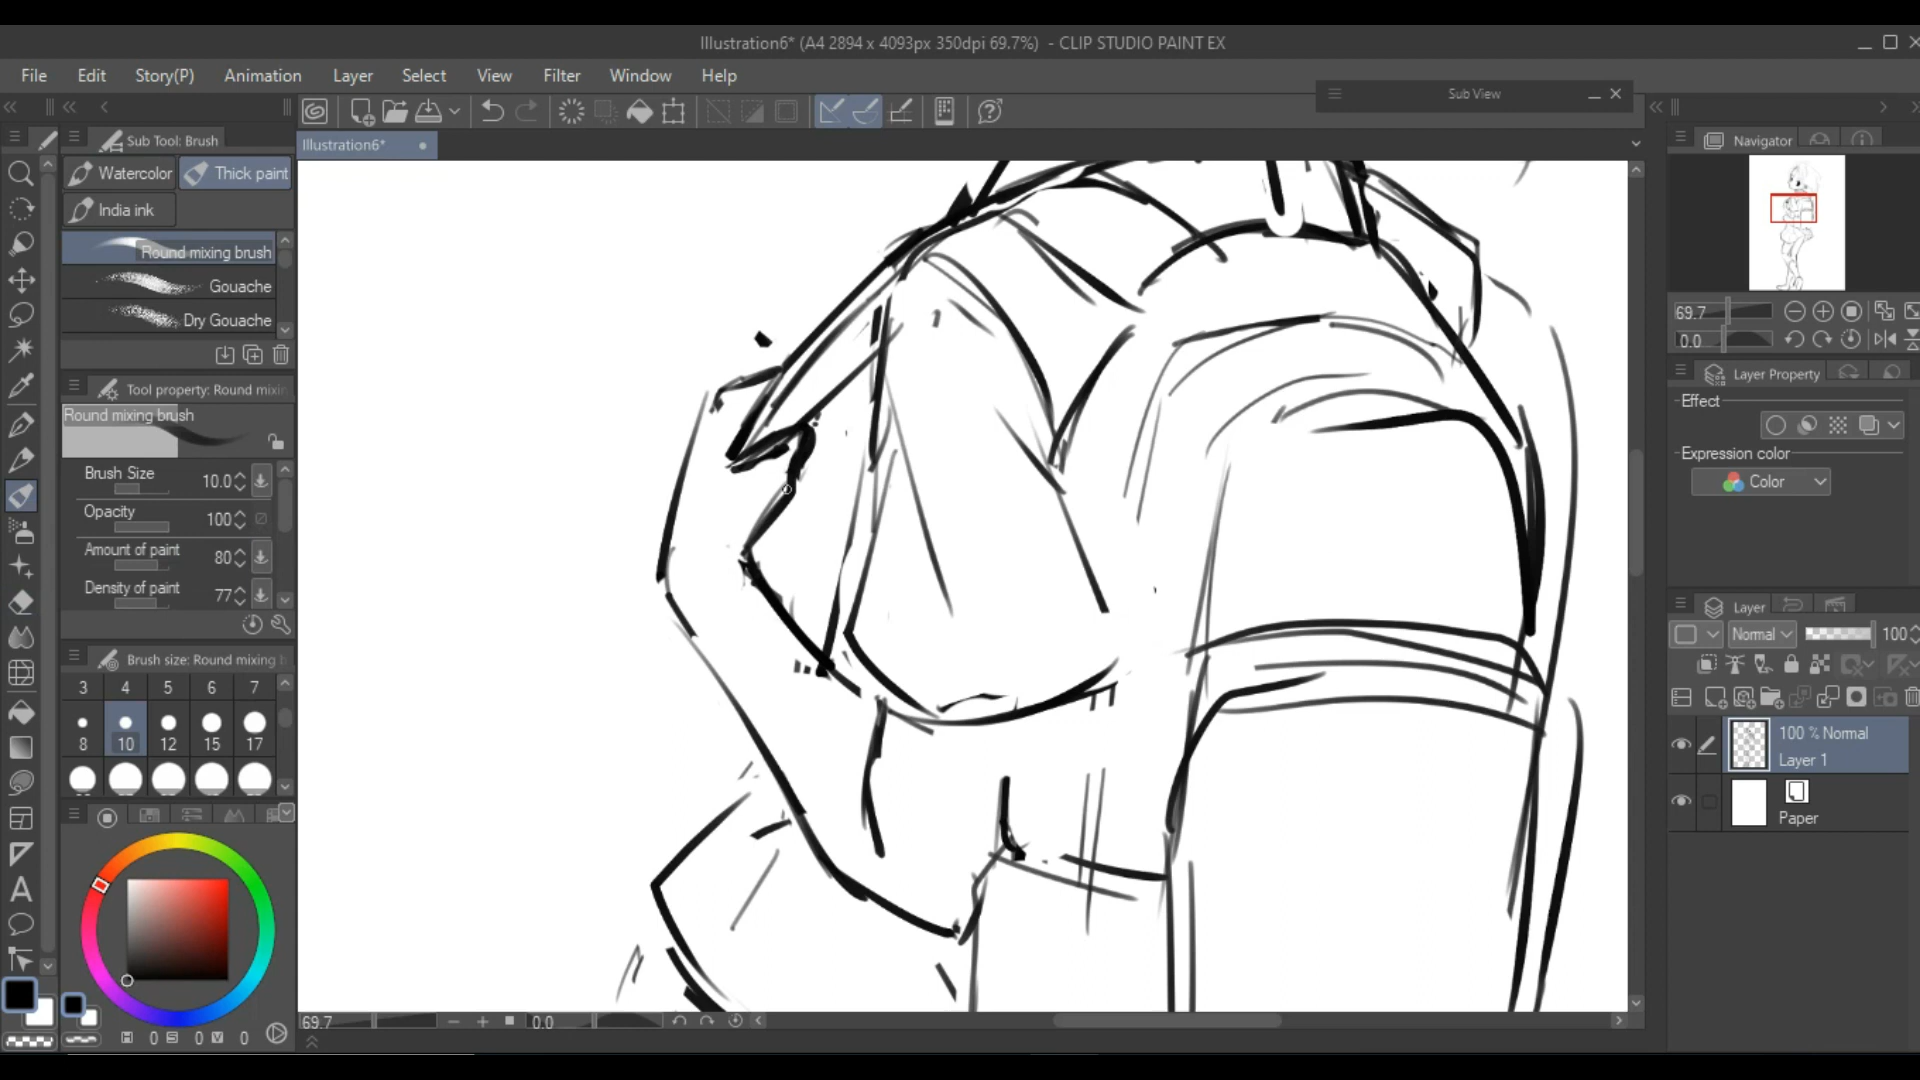 Illustration6* (A4 2894 x 4093px 350dpi 69.7%)  - CLIP STUDIO PAINT EX
File Edit Story(P) Animation Layer Select View Filter Window Help
Sub View
Sub Tool: Brush
Illustration6*
Navigator
Watercolor Thick paint
India ink
Round mixing brush
Gouache
Dry Gouache
69.7
0.0
Tool property: Round mixin
Layer Property
Round mixing brush
Effect
Expression color
Color
Brush Size 10.0
Opacity 100
Amount of paint 80
Density of paint 77
Layer
Normal 100
Brush size: Round mixing b
3 4 5 6 7
8 10 12 15 17
100 % Normal
Layer 1
Paper
69.7 0.0
H 0 S 0 V 0